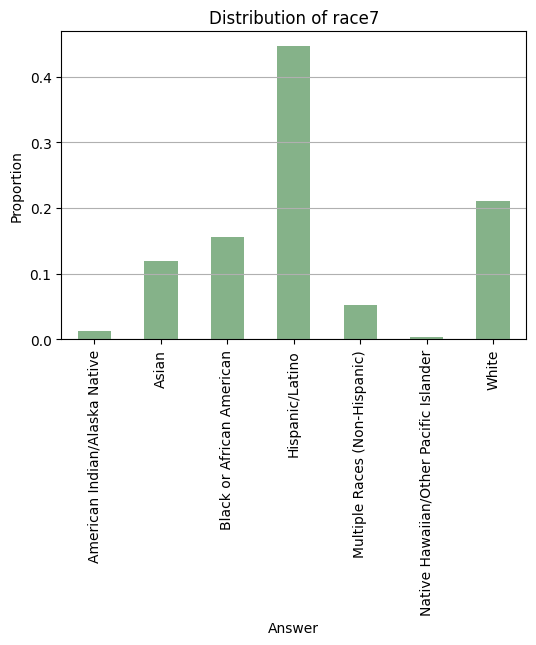 Distribution of race7
Proportion
0.4
0.3
0.2
0.1
0.0
American Indian/Alaska Native
Asian
Black or African American
Hispanic/Latino
Multiple Races (Non-Hispanic)
Native Hawaiian/Other Pacific Islander
White
Answer